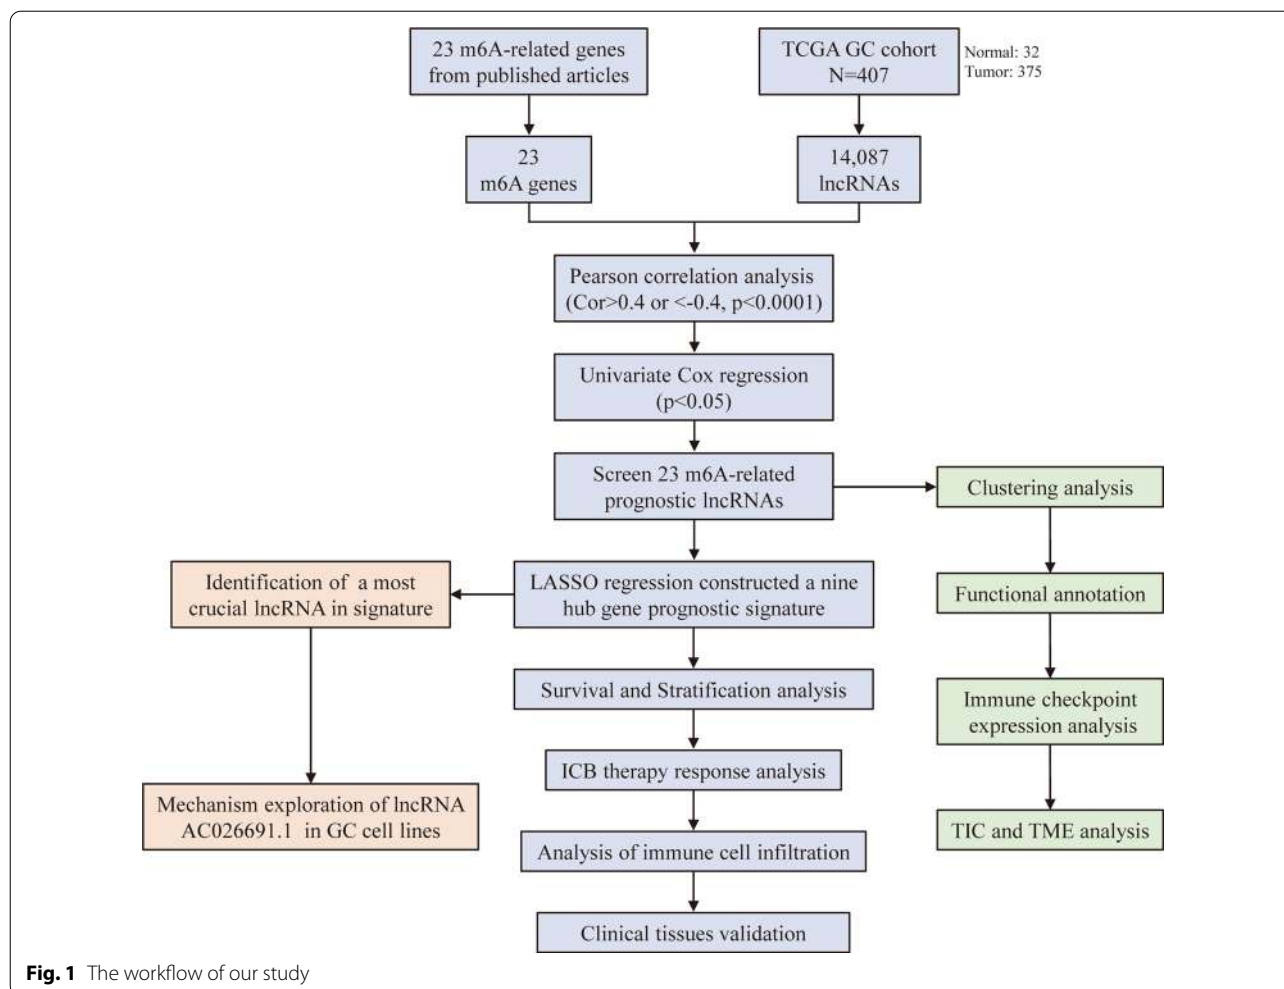 23 m6A-related genes
from published articles
TCGA GC cohort
N=407
Normal: 32
Tumor: 375
23
m6A genes
14,087
lncRNAs
Pearson correlation analysis
(Cor>0.4 or <-0.4, p<0.0001)
Univariate Cox regression
(p<0.05)
Screen 23 m6A-related
prognostic lncRNAs
Clustering analysis
Identification of a most
crucial lncRNA in signature
LASSO regression constructed a nine
hub gene prognostic signature
Functional annotation
Survival and Stratification analysis
Immune checkpoint
expression analysis
ICB therapy response analysis
Mechanism exploration of lncRNA
AC026691.1 in GC cell lines
TIC and TME analysis
Analysis of immune cell infiltration
Clinical tissues validation
Fig. 1 The workflow of our study